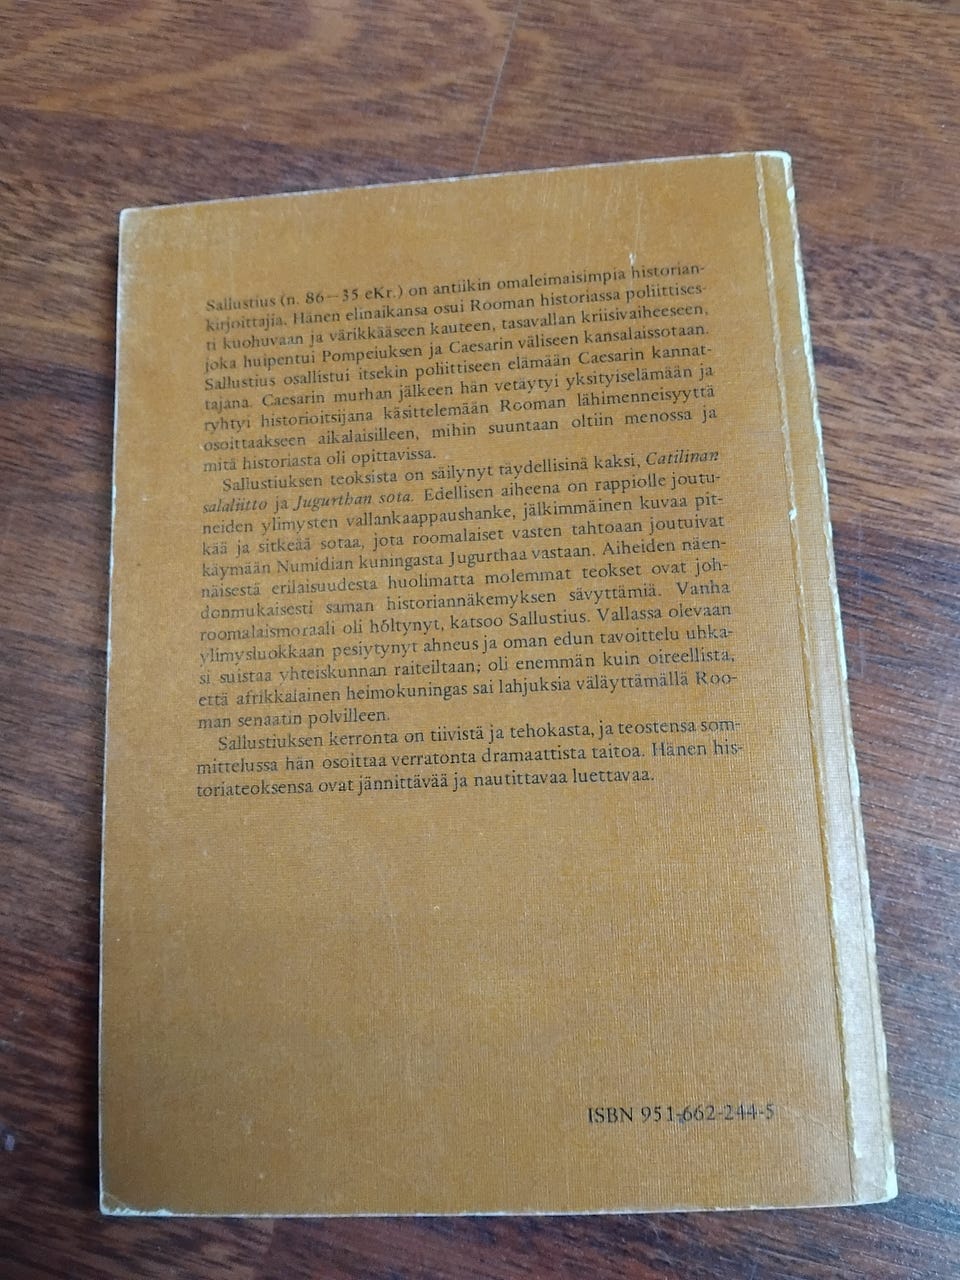 Sallustius (n. 86—35 eKr.) on antiikin omaleimaisimpia historian-
kirjoittajia. Hänen elinaikansa osui Rooman historiassa poliittises-
ti kuohuvaan ja värikkääseen kauteen, tasavallan kriisivaiheeseen,
joka huipentui Pompeiuksen ja Caesarin väliseen kansalaissotaan.
Sallustius osallistui itsekin poliittiseen elämään Caesarin kannat-
tajana. Caesarin murhan jälkeen hän vetäytyi yksityiselämään ja
ryhtyi historioitsijana käsittelemään Rooman lähimenneisyyttä
osoittaakseen aikalaisilleen, mihin suuntaan oltiin menossa ja
mitä historiasta oli opittavissa.
Sallustiuksen teoksista on säilynyt täydellisinä kaksi, Catilinan
salaliitto ja Jugurthan sota. Edellisen aiheena on rappiolle joutu-
neiden ylimysten vallankaappaushanke, jälkimmäinen kuvaa pit-
kää ja sitkeää sotaa, jota roomalaiset vasten tahtoaan joutuivat
käymään Numidian kuningasta Jugurthaa vastaan. Aiheiden näen-
näisestä erilaisuudesta huolimatta molemmat teokset ovat joh-
donmukaisesti saman historiannäkemyksen sävyttämiä. Vanha
roomalaismoraali oli höltynyt, katsoo Sallustius. Vallassa olevaan
ylimysluokkaan pesiytynyt ahneus ja oman edun tavoittelu uhka-
si suistaa yhteiskunnan raiteiltaan; oli enemmän kuin oireellista,
että afrikkalainen heimokuningas sai lahjuksia väläyttämällä Roo-
man senaatin polvilleen.
Sallustiuksen kerronta on tiivistä ja tehokasta, ja teostensa som-
mittelussa hän osoittaa verratonta dramaattista taitoa. Hänen his-
toriateoksensa ovat jännittävää ja nautittavaa luettavaa.
ISBN 951-662-244-5